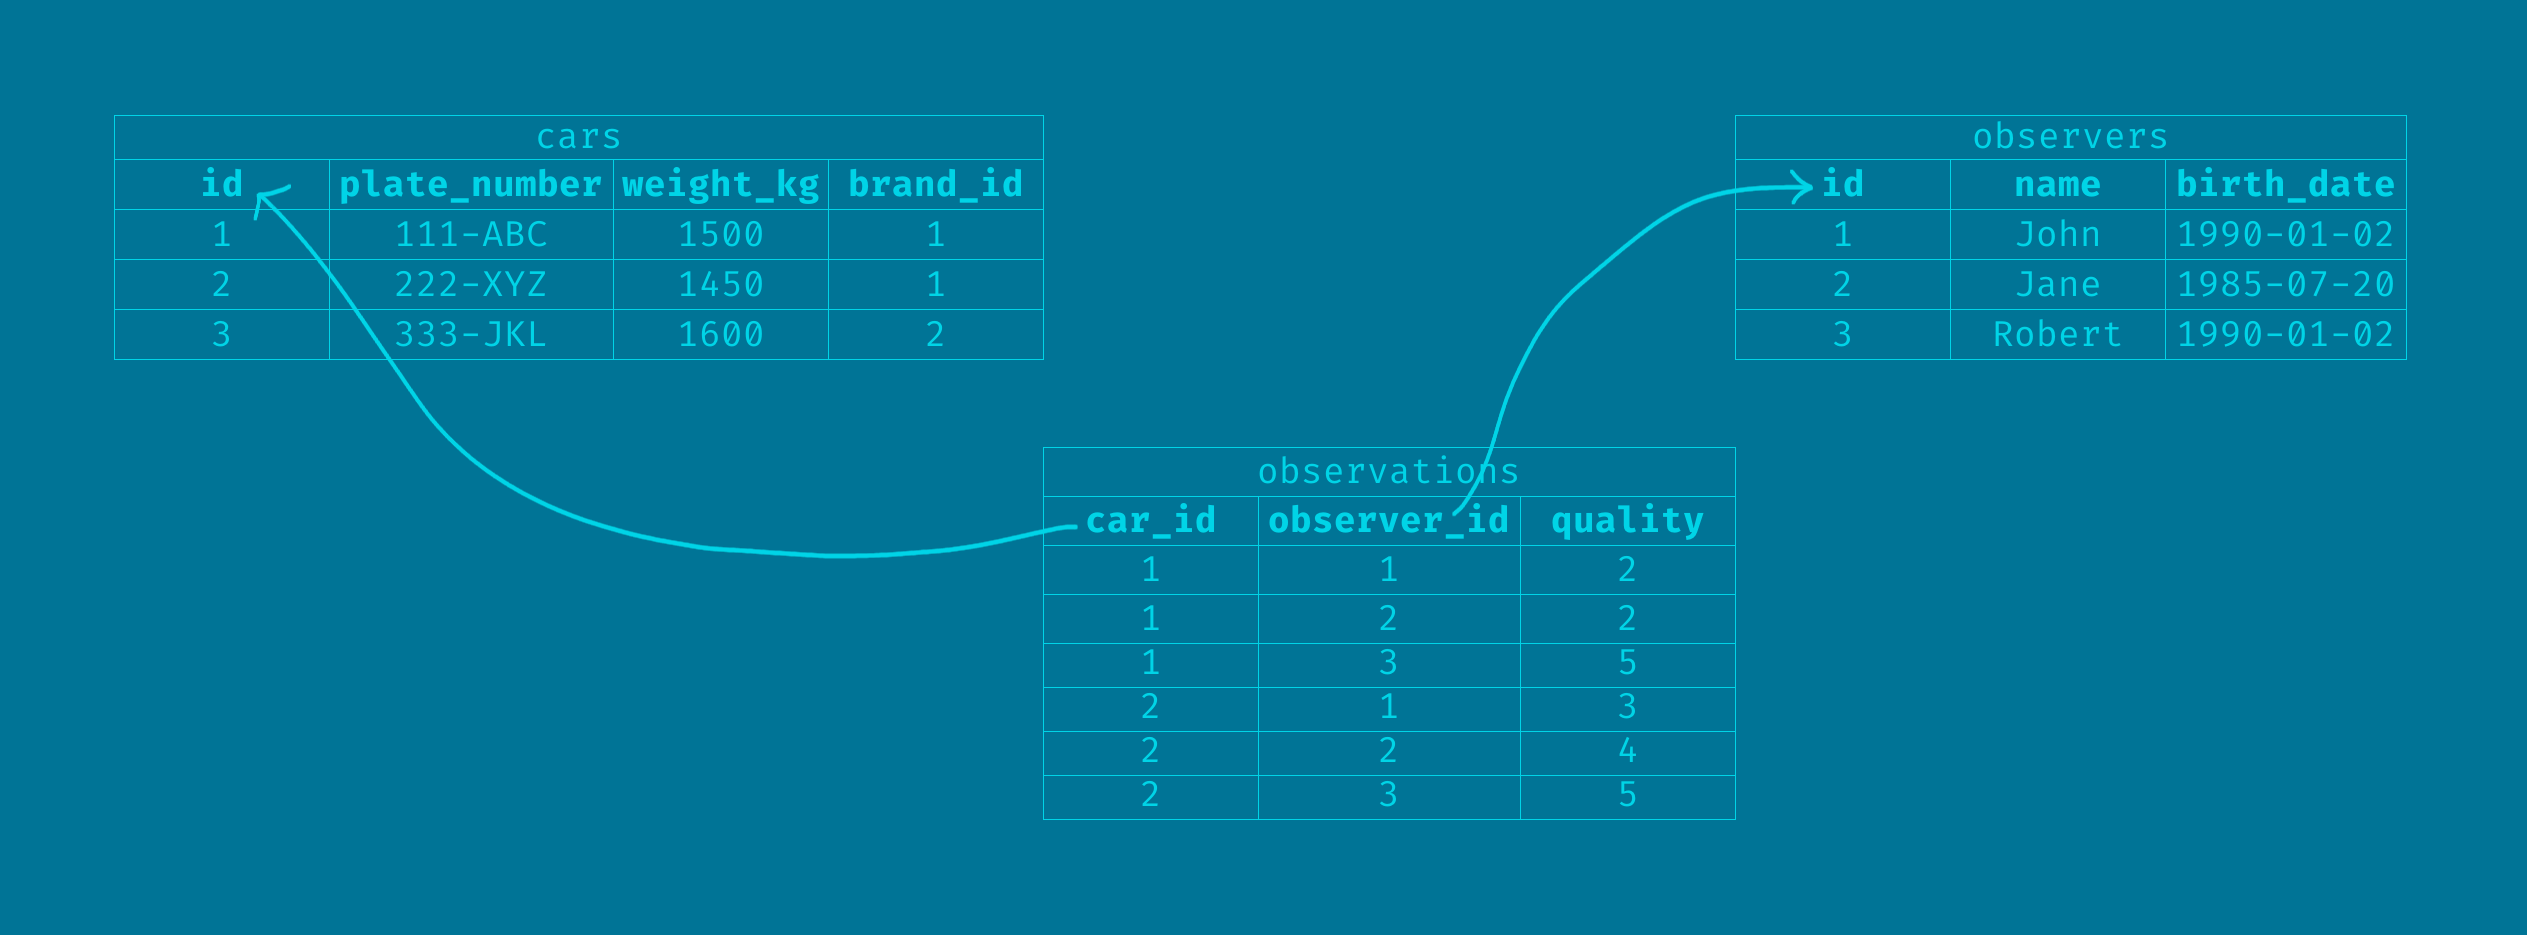 cars
id plate_number weight_kg brand_id
1 111-ABC 1500 1
2 222-XYZ 1450 1
3 333-JKL 1600 2
observers
id name birth_date
1 John 1990-01-02
2 Jane 1985-07-20
3 Robert 1990-01-02
observations
car_id observer_id quality
1 1 2
1 2 2
1 3 5
2 1 3
2 2 4
2 3 5